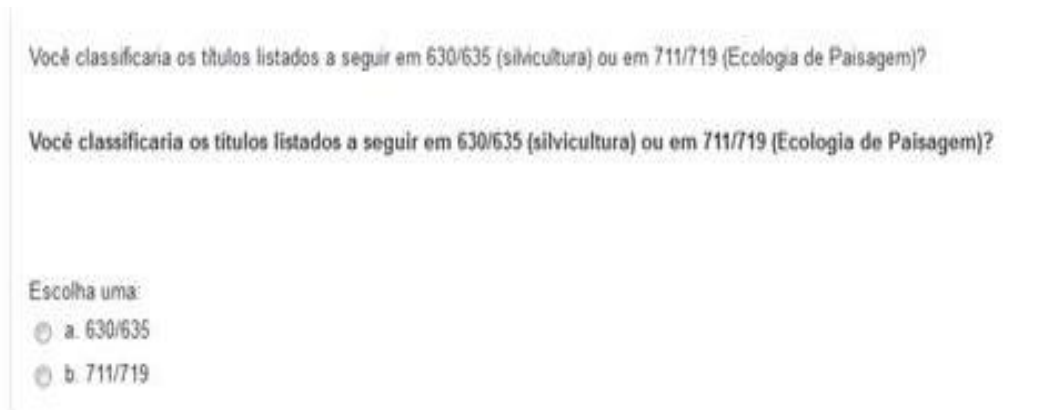 Você classificaria os títulos listados a seguir em 630/635 (silvicultura) ou em 711/719 (Ecologia de Paisagem)?
Você classificaria os títulos listados a seguir em 630/635 (silvicultura) ou em 711/719 (Ecologia de Paisagem)?
Escolha uma:
a. 630/635
b. 711/719